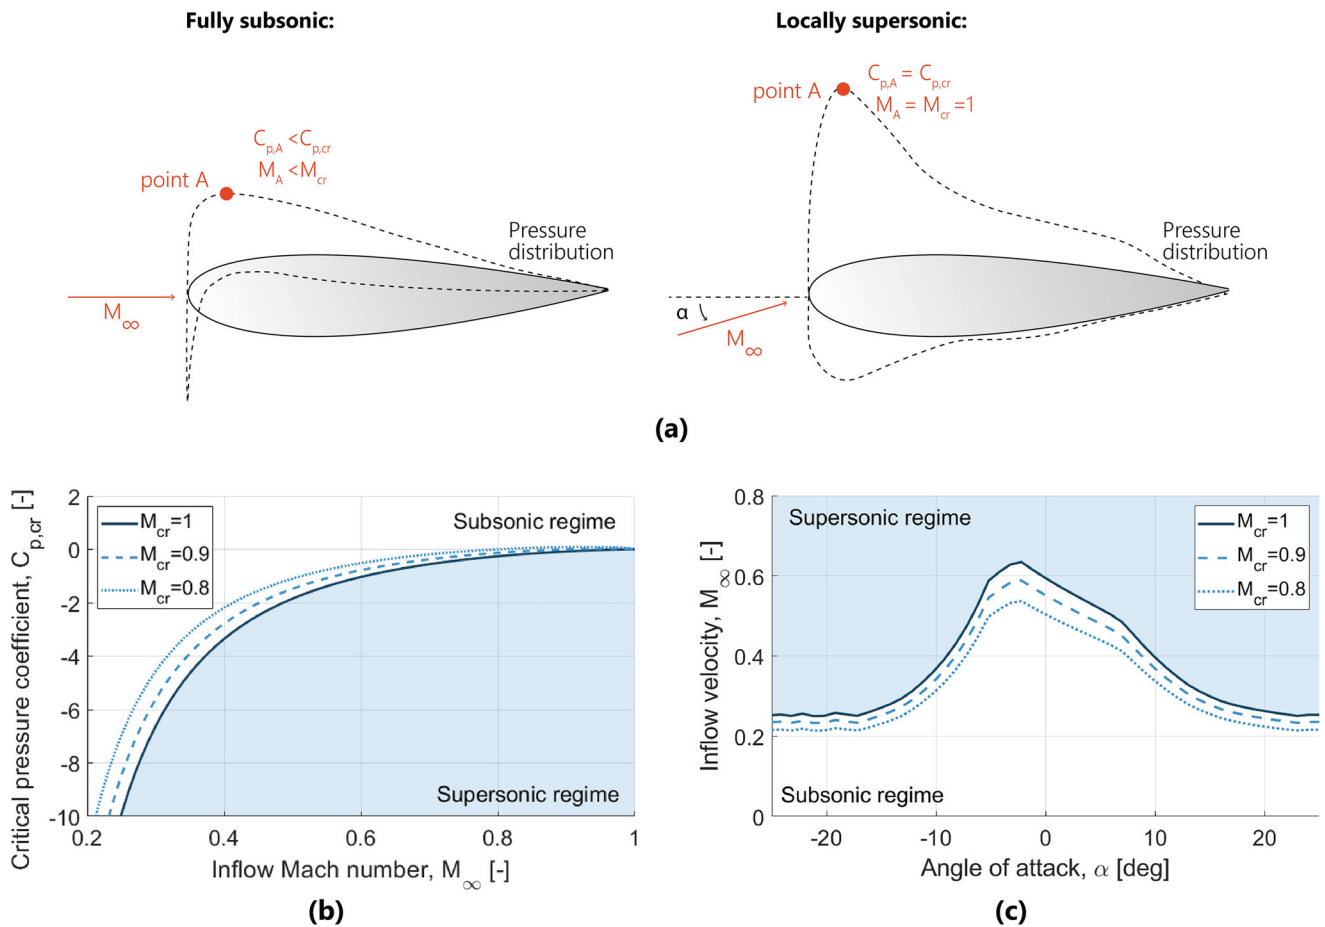 Fully subsonic:
Locally supersonic:
C_p,A <C_p,cr
M_A <M_cr
point A
Pressure
distribution
M_∞
C_p,A = C_p,cr
M_A = M_cr =1
point A
Pressure
distribution
α
M_∞
(a)
Critical pressure coefficient, C_p,cr [-]
2
0
-2
-4
-6
-8
-10
M_cr=1
M_cr=0.9
M_cr=0.8
Subsonic regime
Supersonic regime
0.2
0.4
0.6
0.8
1
Inflow Mach number, M_∞ [-]
(b)
Inflow velocity, M_∞ [-]
0.8
0.6
0.4
0.2
0
Supersonic regime
M_cr=1
M_cr=0.9
M_cr=0.8
Subsonic regime
-20
-10
0
10
20
Angle of attack, α [deg]
(c)